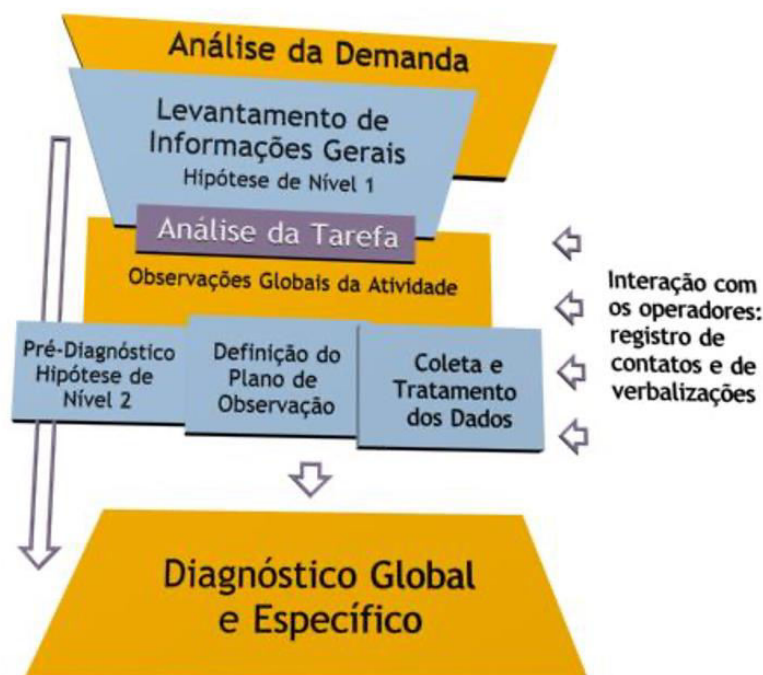 Análise da Demanda
Levantamento de
Informações Gerais
Hipótese de Nível 1
Análise da Tarefa
Observações Globais da Atividade
Interação com
os operadores:
registro de
contatos e de
verbalizações
Pré-Diagnóstico
Hipótese de
Nível 2
Definição do
Plano de
Observação
Coleta e
Tratamento
dos Dados
Diagnóstico Global
e Específico